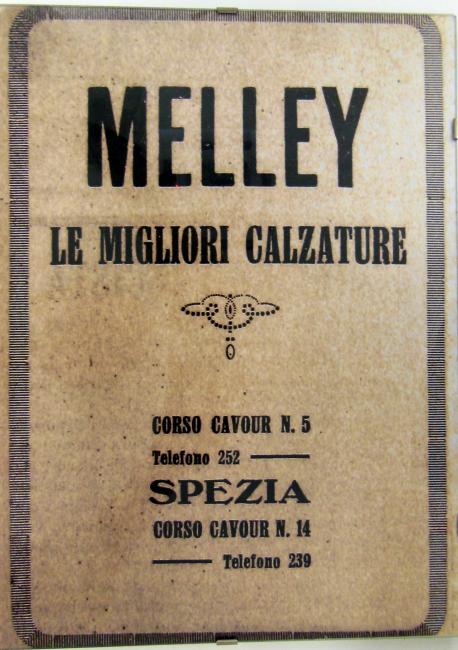 MELLEY
LE MIGLIORI CALZATURE
CORSO CAVOUR N. 5
Telefono 252
SPEZIA
CORSO CAVOUR N. 14
Telefono 239